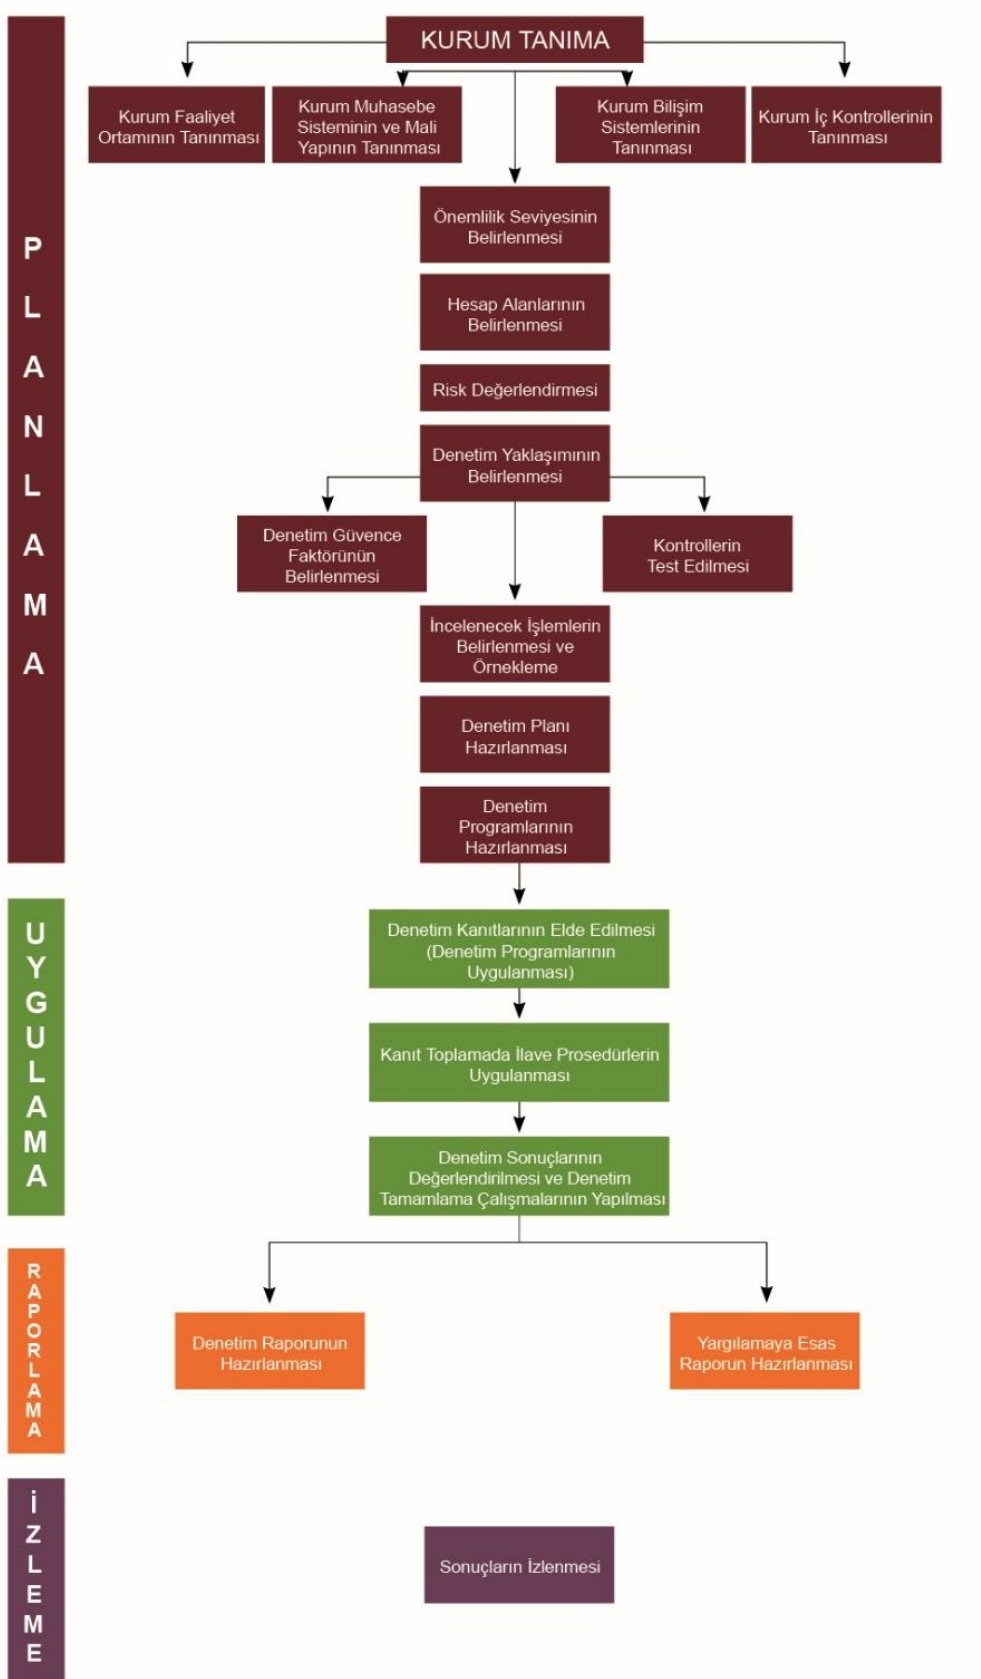 PLANLAMA
KURUM TANIMA
Kurum Faaliyet
Ortamının Tanınması
Kurum Muhasebe
Sisteminin ve Mali
Yapının Tanınması
Kurum Bilişim
Sistemlerinin
Tanınması
Kurum İç Kontrollerinin
Tanınması
Önemlilik Seviyesinin
Belirlenmesi
Hesap Alanlarının
Belirlenmesi
Risk Değerlendirmesi
Denetim Yaklaşımının
Belirlenmesi
Denetim Güvence
Faktörünün
Belirlenmesi
Kontrollerin
Test Edilmesi
İncelenecek İşlemlerin
Belirlenmesi ve
Örnekleme
Denetim Planı
Hazırlanması
Denetim
Programlarının
Hazırlanması
UYGULAMA
Denetim Kanıtlarının Elde Edilmesi
(Denetim Programlarının
Uygulanması)
Kanıt Toplamada İlave Prosedürlerin
Uygulanması
Denetim Sonuçlarının
Değerlendirilmesi ve Denetim
Tamamlama Çalışmalarının Yapılması
RAPORLAMA
Denetim Raporunun
Hazırlanması
Yargılamaya Esas
Raporun Hazırlanması
İZLEME
Sonuçların İzlenmesi